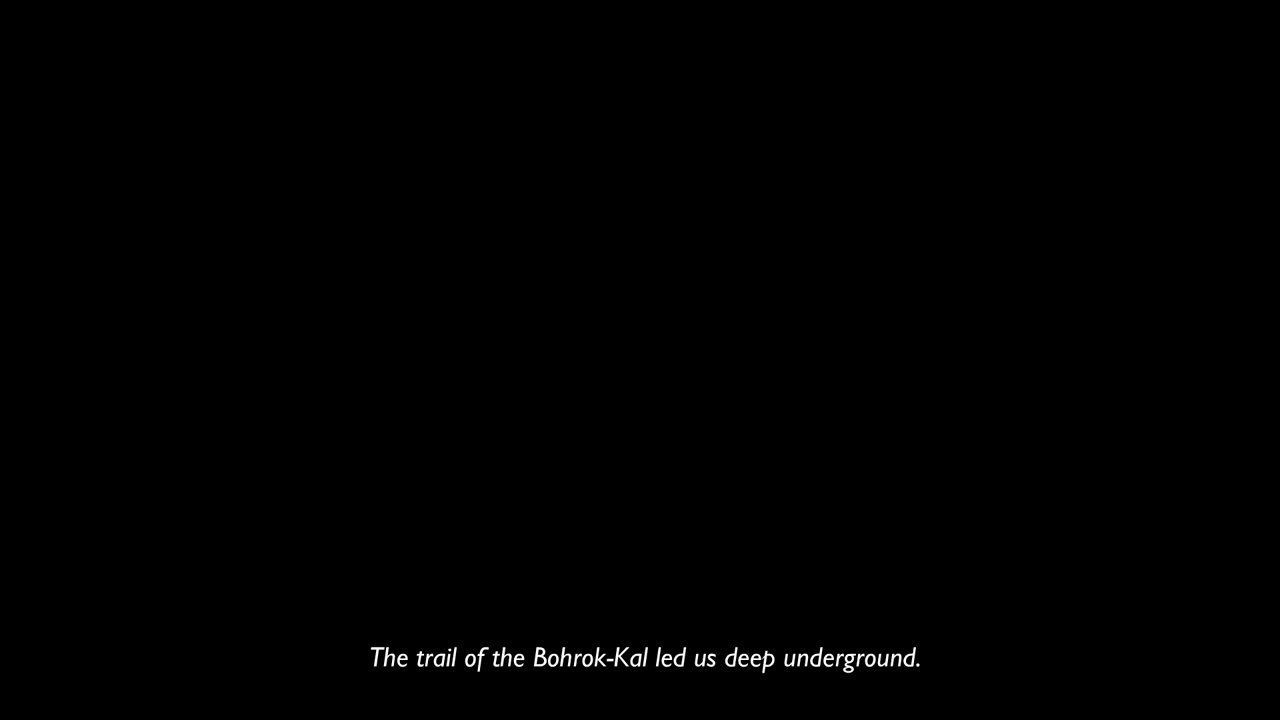 The trail of the Bohrok-Kal led us deep underground.